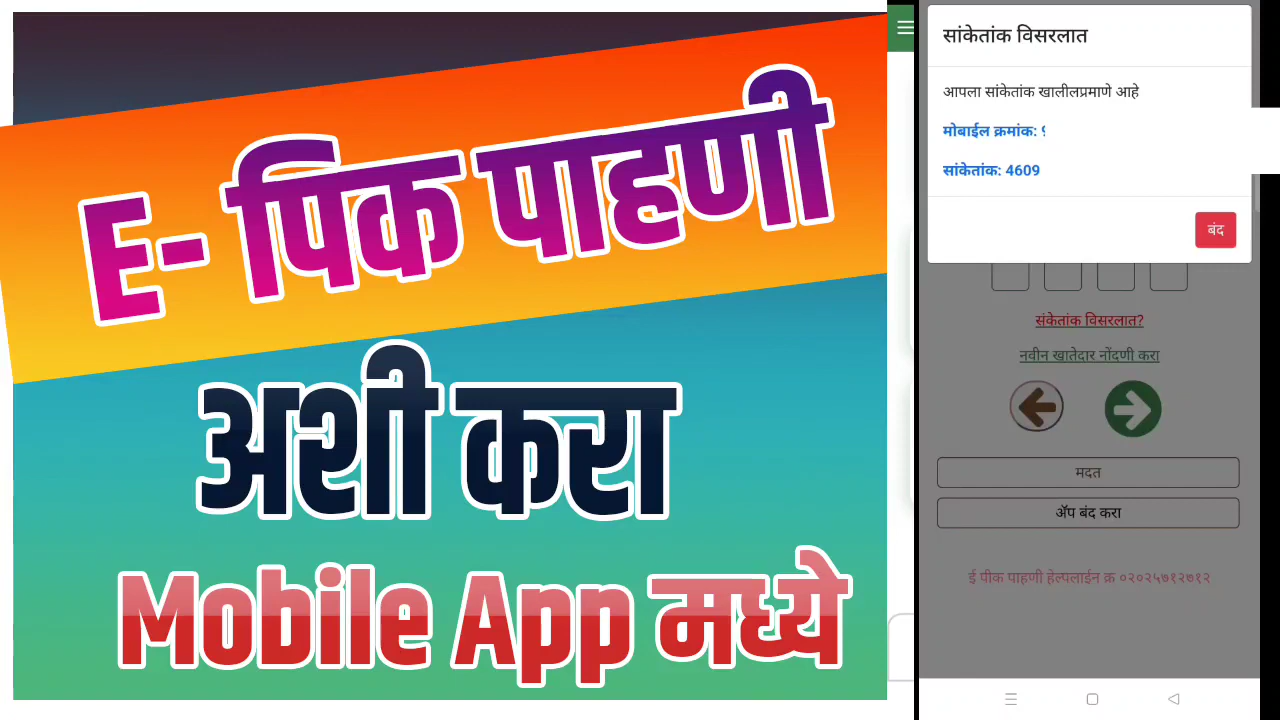 E- पिक पाहणी
अशी करा
Mobile App मध्ये
सांकेतांक विसरलात
आपला सांकेतांक खालीलप्रमाणे आहे
मोबाईल क्रमांक: 9
सांकेतांक: 4609
बंद
संकेतांक विसरलात?
नवीन खातेदार नोंदणी करा
मदत
ॲप बंद करा
ई पीक पाहणी हेल्पलाईन क्र ०२०२५७१२७१२